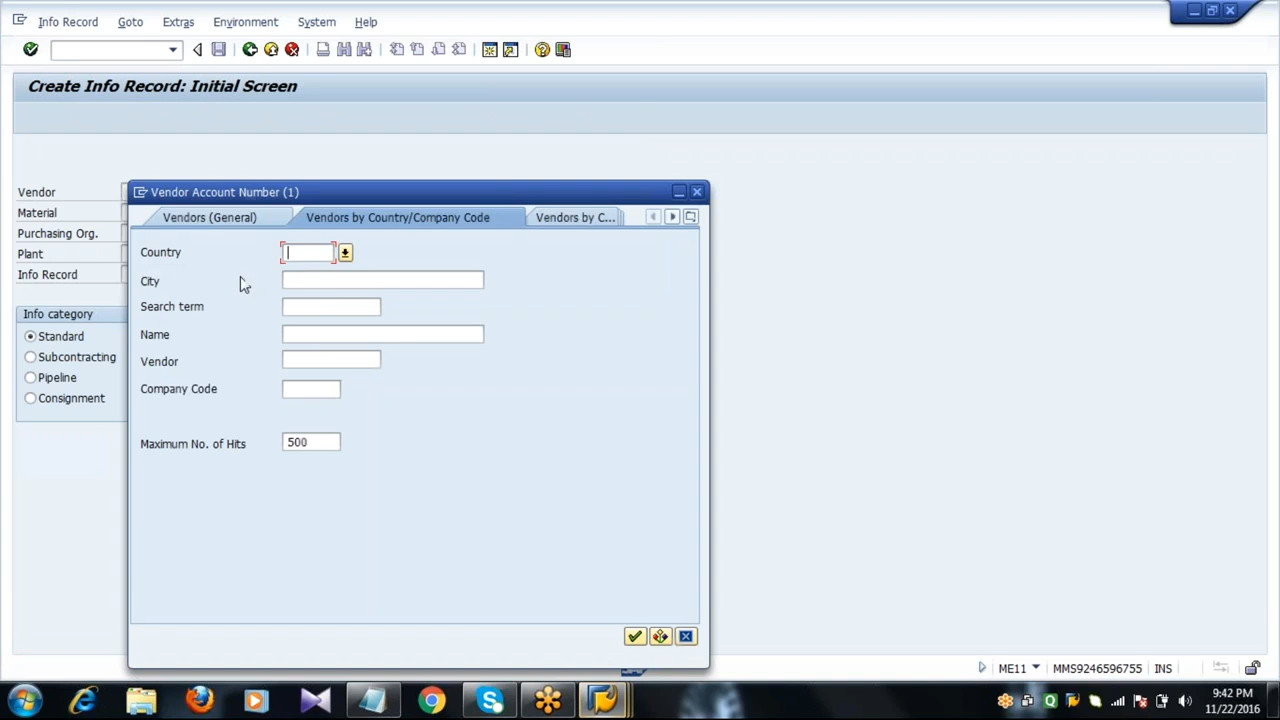 Info Record Goto Extras Environment System Help
Create Info Record: Initial Screen
Vendor
Material
Purchasing Org.
Plant
Info Record
Info category
Standard
Subcontracting
Pipeline
Consignment
Vendor Account Number (1)
Vendors (General) Vendors by Country/Company Code Vendors by C...
Country
City
Search term
Name
Vendor
Company Code
Maximum No. of Hits 500
ME11 MMS9246596755 INS
9:42 PM
11/22/2016